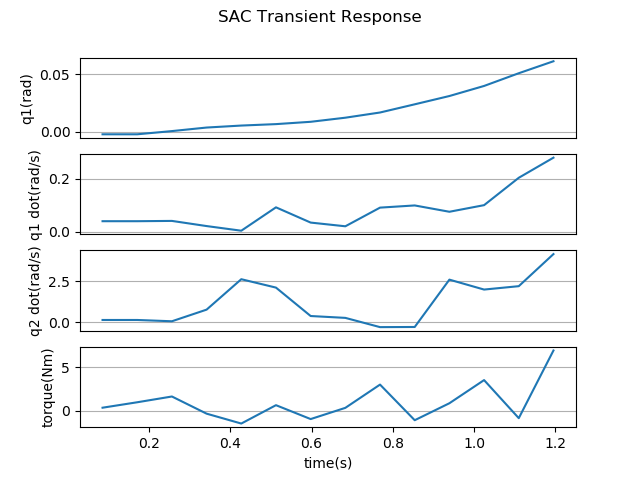 SAC Transient Response
q1(rad)
0.05
0.00
q1 dot(rad/s)
0.2
0.0
q2 dot(rad/s)
2.5
0.0
torque(Nm)
5
0
0.2 0.4 0.6 0.8 1.0 1.2
time(s)